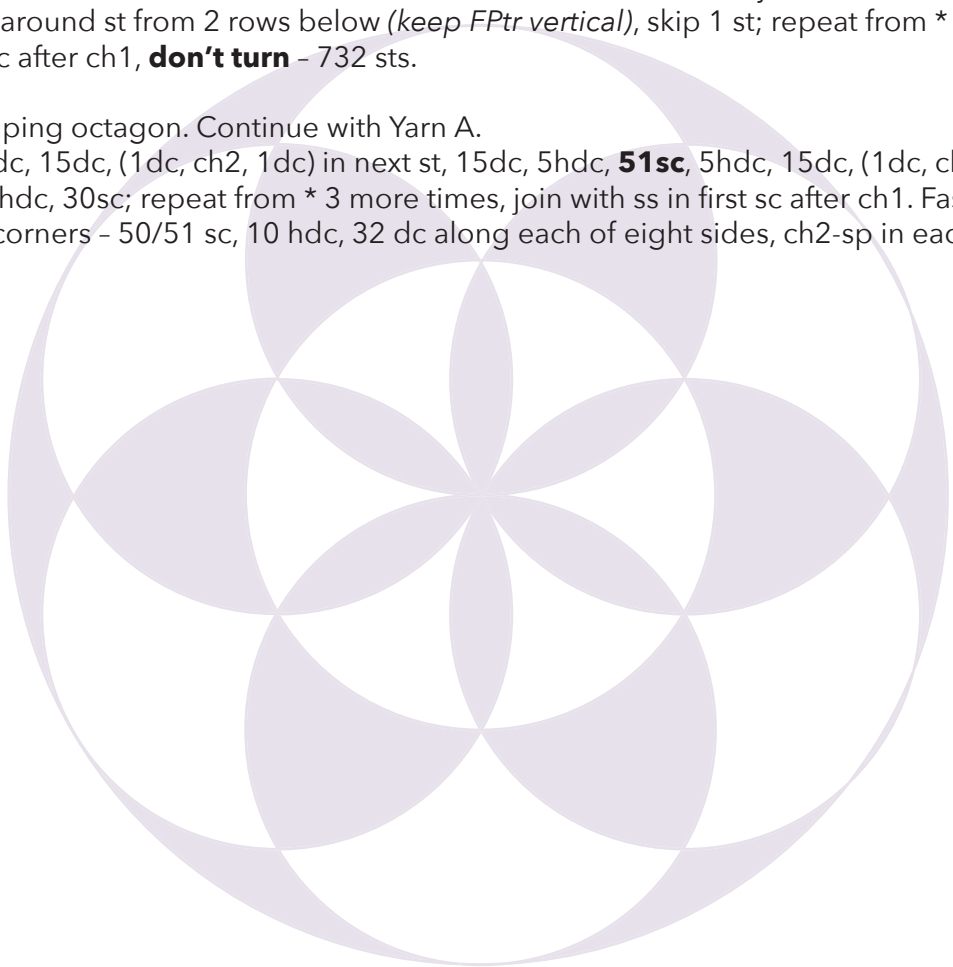 around st from 2 rows below (keep FPtr vertical), skip 1 st; repeat from *
c after ch1, don't turn – 732 sts.
ping octagon. Continue with Yarn A.
dc, 15dc, (1dc, ch2, 1dc) in next st, 15dc, 5hdc, 51sc, 5hdc, 15dc, (1dc, c
hdc, 30sc; repeat from * 3 more times, join with ss in first sc after ch1. Fas
corners – 50/51 sc, 10 hdc, 32 dc along each of eight sides, ch2-sp in eac